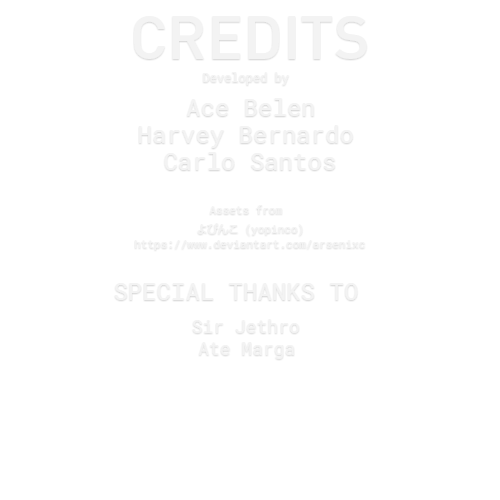 CREDITS
Developed by
Ace Belen
Harvey Bernardo
Carlo Santos
Assets from
よぴんこ (yopinco)
https://www.deviantart.com/arsenixc
SPECIAL THANKS TO
Sir Jethro
Ate Marga